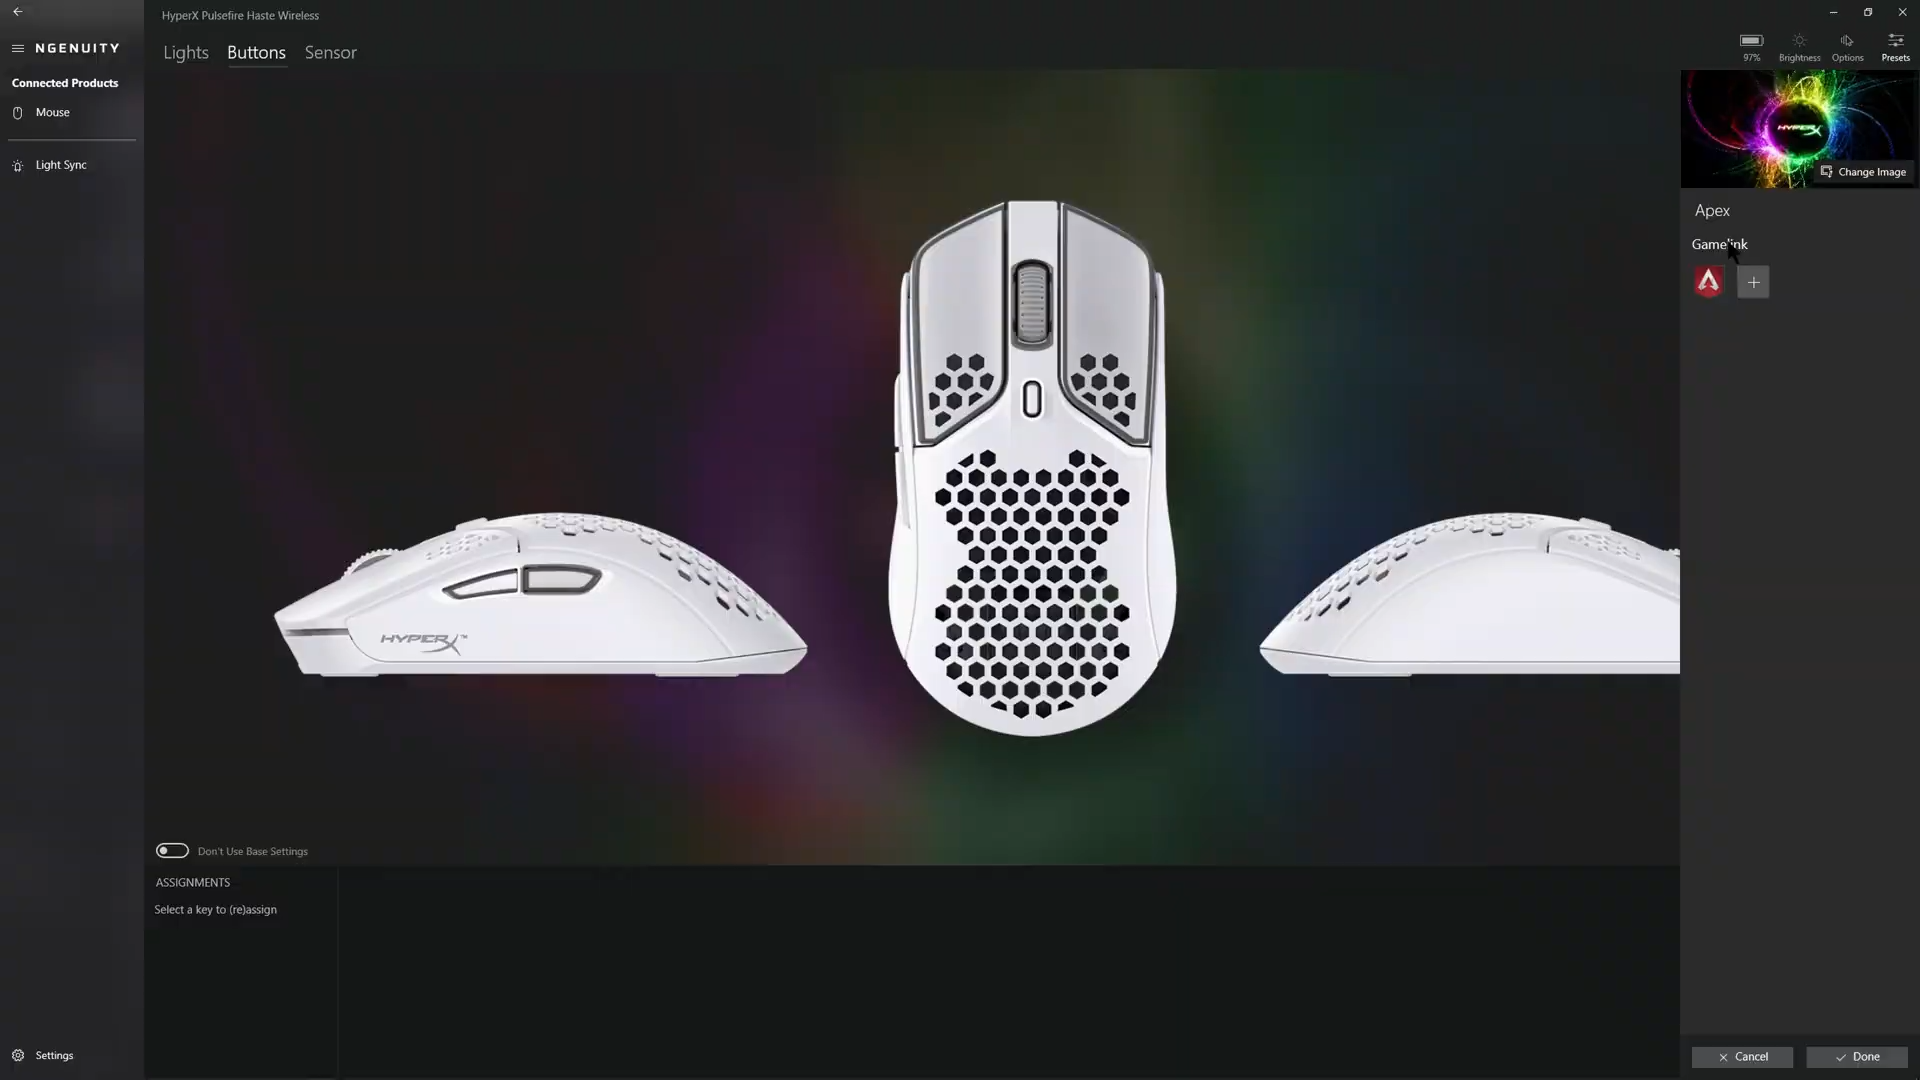 HyperX Pulsefire Haste Wireless
NGENUITY
Lights Buttons Sensor
97% Brightness Options Presets
Connected Products
Mouse
Light Sync
HYPERX
Change Image
Apex
Gamelink
HYPERX™
Don't Use Base Settings
ASSIGNMENTS
Select a key to (re)assign
Settings
Cancel Done